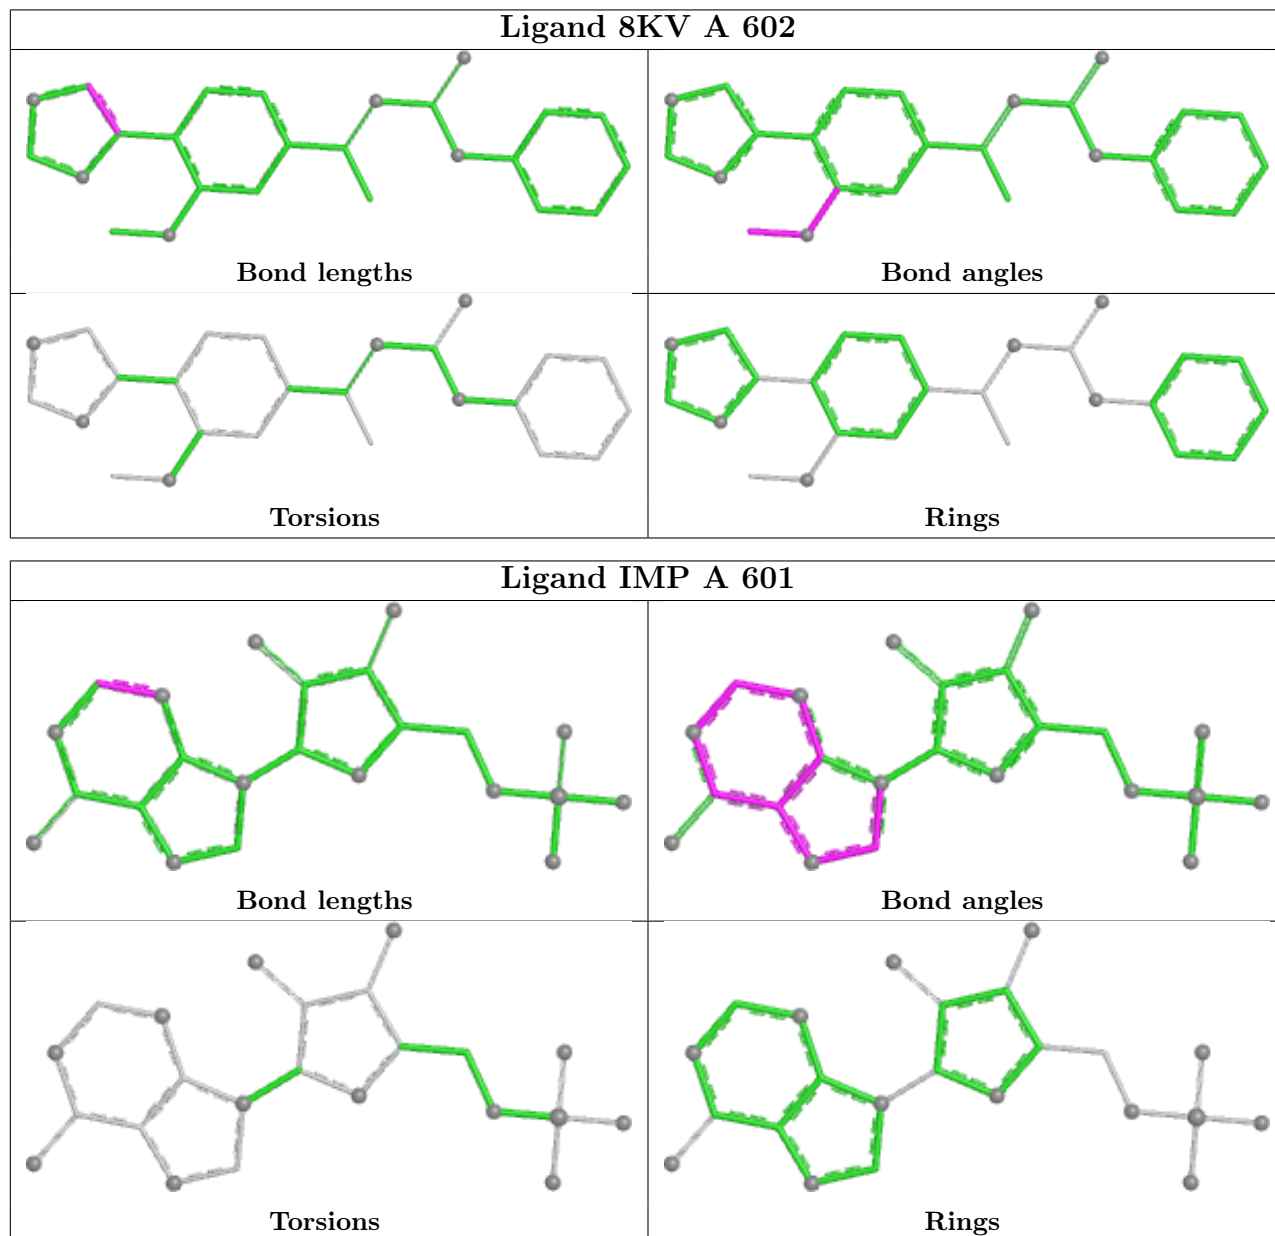 Ligand 8KV A 602
Bond lengths
Bond angles
Torsions
Rings
Ligand IMP A 601
Bond lengths
Bond angles
Torsions
Rings